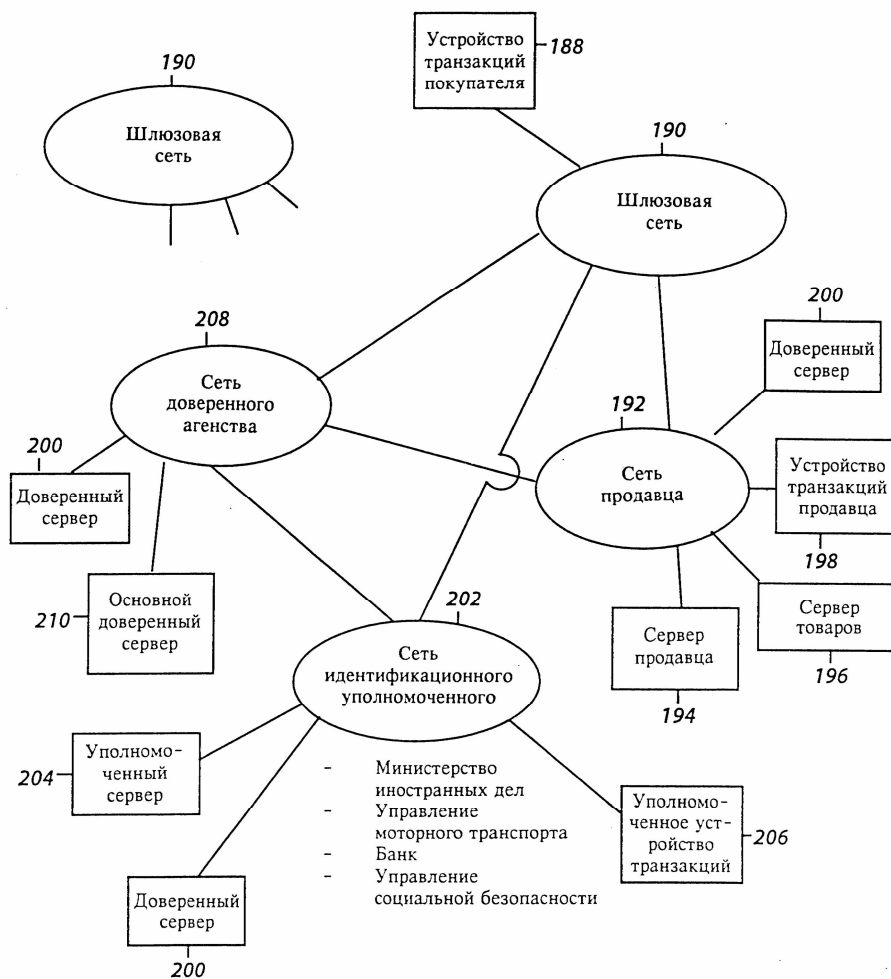 190
Шлюзовая
сеть
Устройство
транзакций
покупателя
188
190
Шлюзовая
сеть
208
Сеть
доверенного
агенства
200
Доверенный
сервер
192
Сеть
продавца
200
Доверенный
сервер
Устройство
транзакций
продавца
198
210
Основной
доверенный
сервер
202
Сеть
идентификационного
уполномоченного
Сервер
продавца
194
Сервер
товаров
196
204
Уполномо-
ченный
сервер
- Министерство
иностранных дел
- Управление
моторного транспорта
- Банк
- Управление
социальной безопасности
Уполномо-
ченное уст-
ройство
транзакций
206
Доверенный
сервер
200